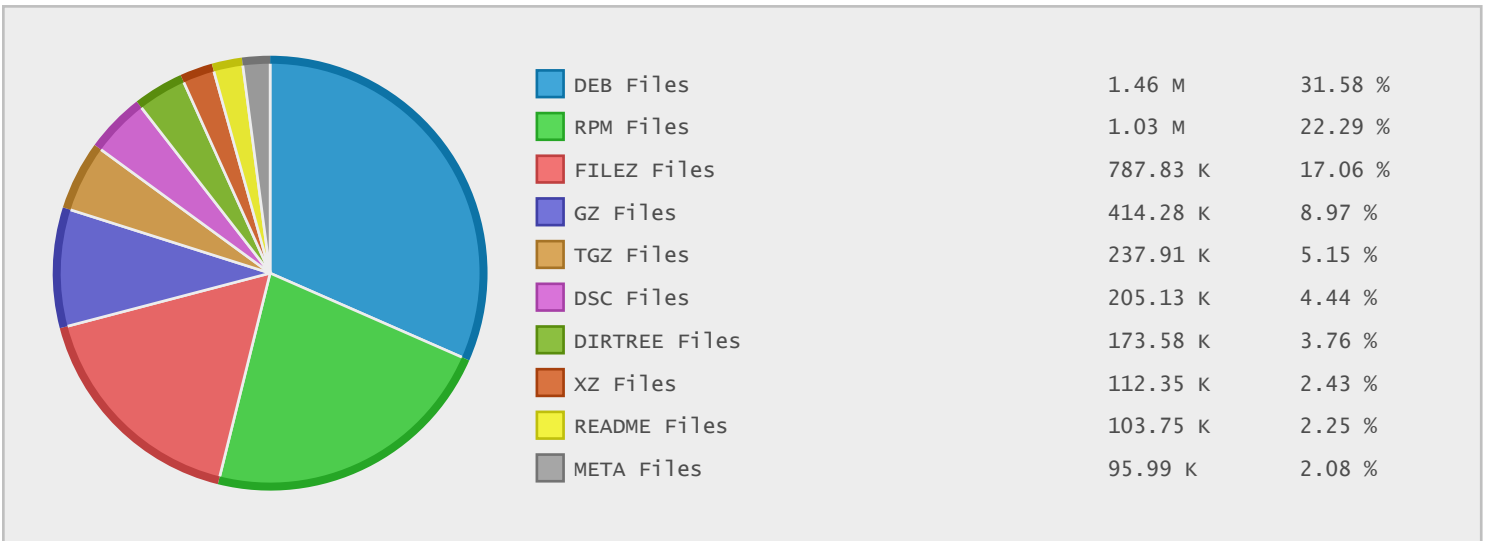 DEB Files 1.46 M 31.58 %
RPM Files 1.03 M 22.29 %
FILEZ Files 787.83 K 17.06 %
GZ Files 414.28 K 8.97 %
TGZ Files 237.91 K 5.15 %
DSC Files 205.13 K 4.44 %
DIRTREE Files 173.58 K 3.76 %
XZ Files 112.35 K 2.43 %
README Files 103.75 K 2.25 %
META Files 95.99 K 2.08 %